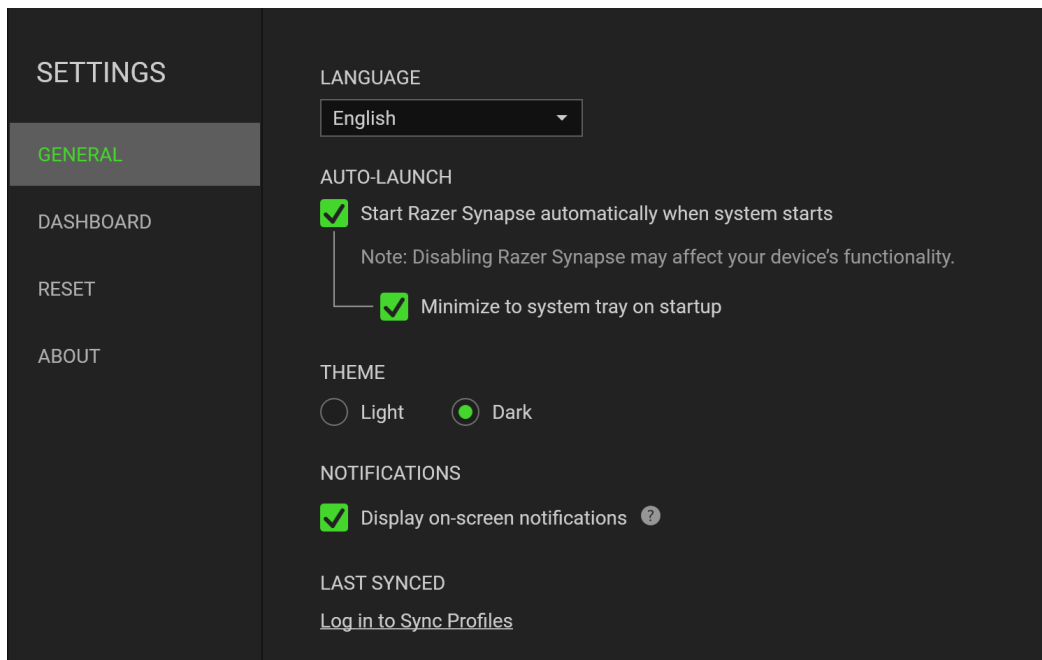 SETTINGS
GENERAL
DASHBOARD
RESET
ABOUT
LANGUAGE
English
AUTO-LAUNCH
Start Razer Synapse automatically when system starts
Note: Disabling Razer Synapse may affect your device’s functionality.
Minimize to system tray on startup
THEME
Light Dark
NOTIFICATIONS
Display on-screen notifications ?
LAST SYNCED
Log in to Sync Profiles